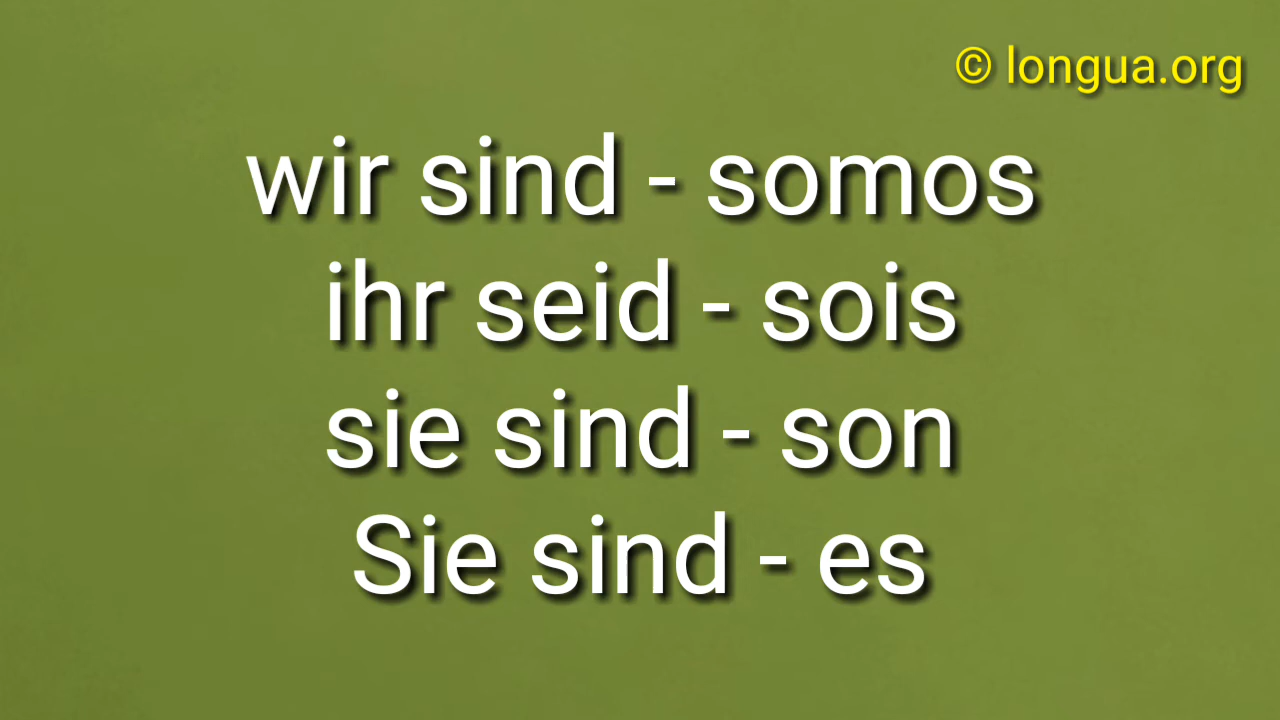 © longua.org
wir sind - somos
ihr seid - sois
sie sind - son
Sie sind - es